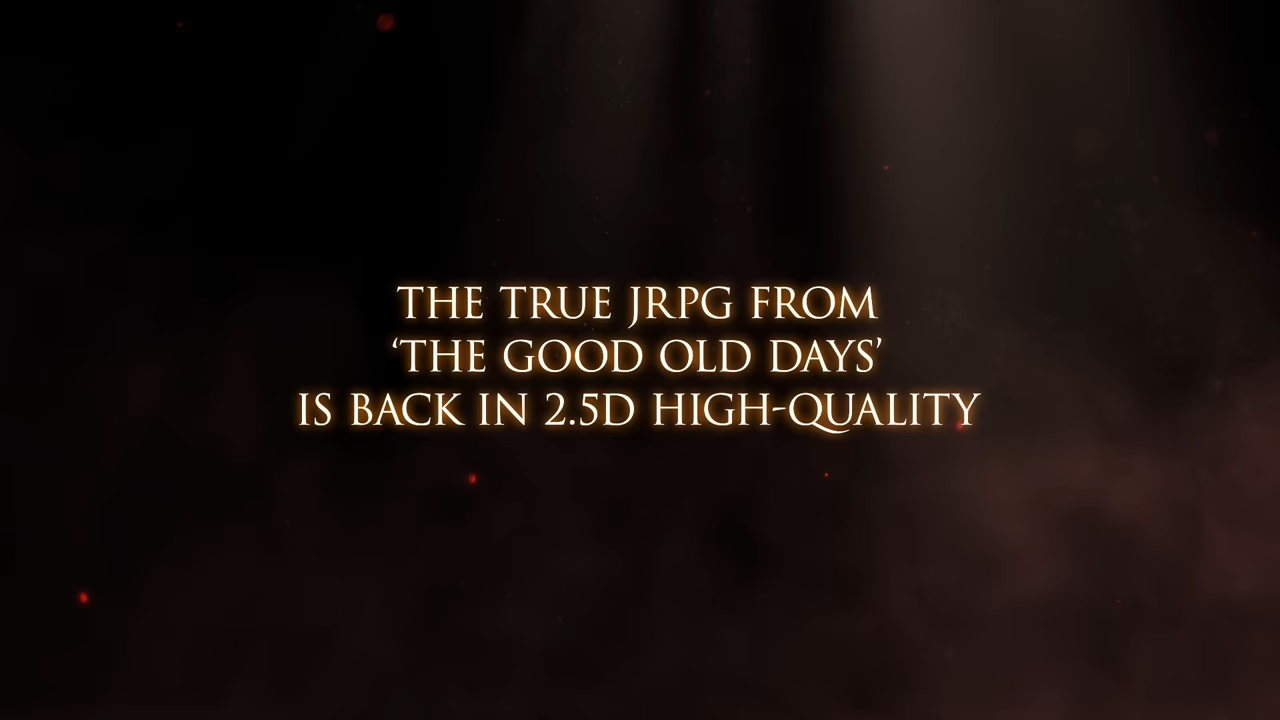 THE TRUE JRPG FROM
‘THE GOOD OLD DAYS’
IS BACK IN 2.5D HIGH-QUALITY